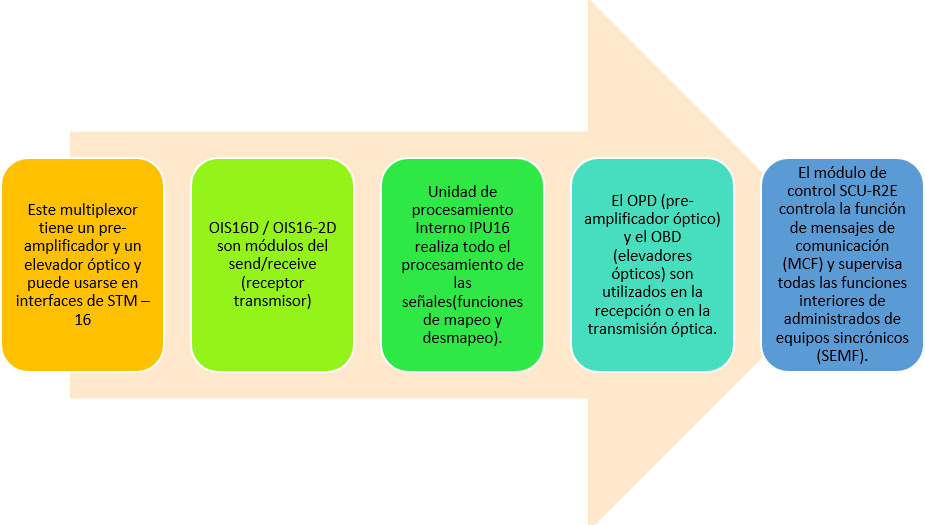 Este multiplexor
tiene un pre-
amplificador y un
elevador óptico y
puede usarse en
interfaces de STM –
16
OIS16D / OIS16-2D
son módulos del
send/receive
(receptor
transmisor)
Unidad de
procesamiento
Interno IPU16
realiza todo el
procesamiento de
las
señales(funciones
de mapeo y
desmapeo).
El OPD (pre-
amplificador óptico)
y el OBD
(elevadores
ópticos) son
utilizados en la
recepción o en la
transmisión óptica.
El módulo de
control SCU-R2E
controla la función
de mensajes de
comunicación
(MCF) y supervisa
todas las funciones
interiores de
administrados de
equipos sincrónicos
(SEMF).